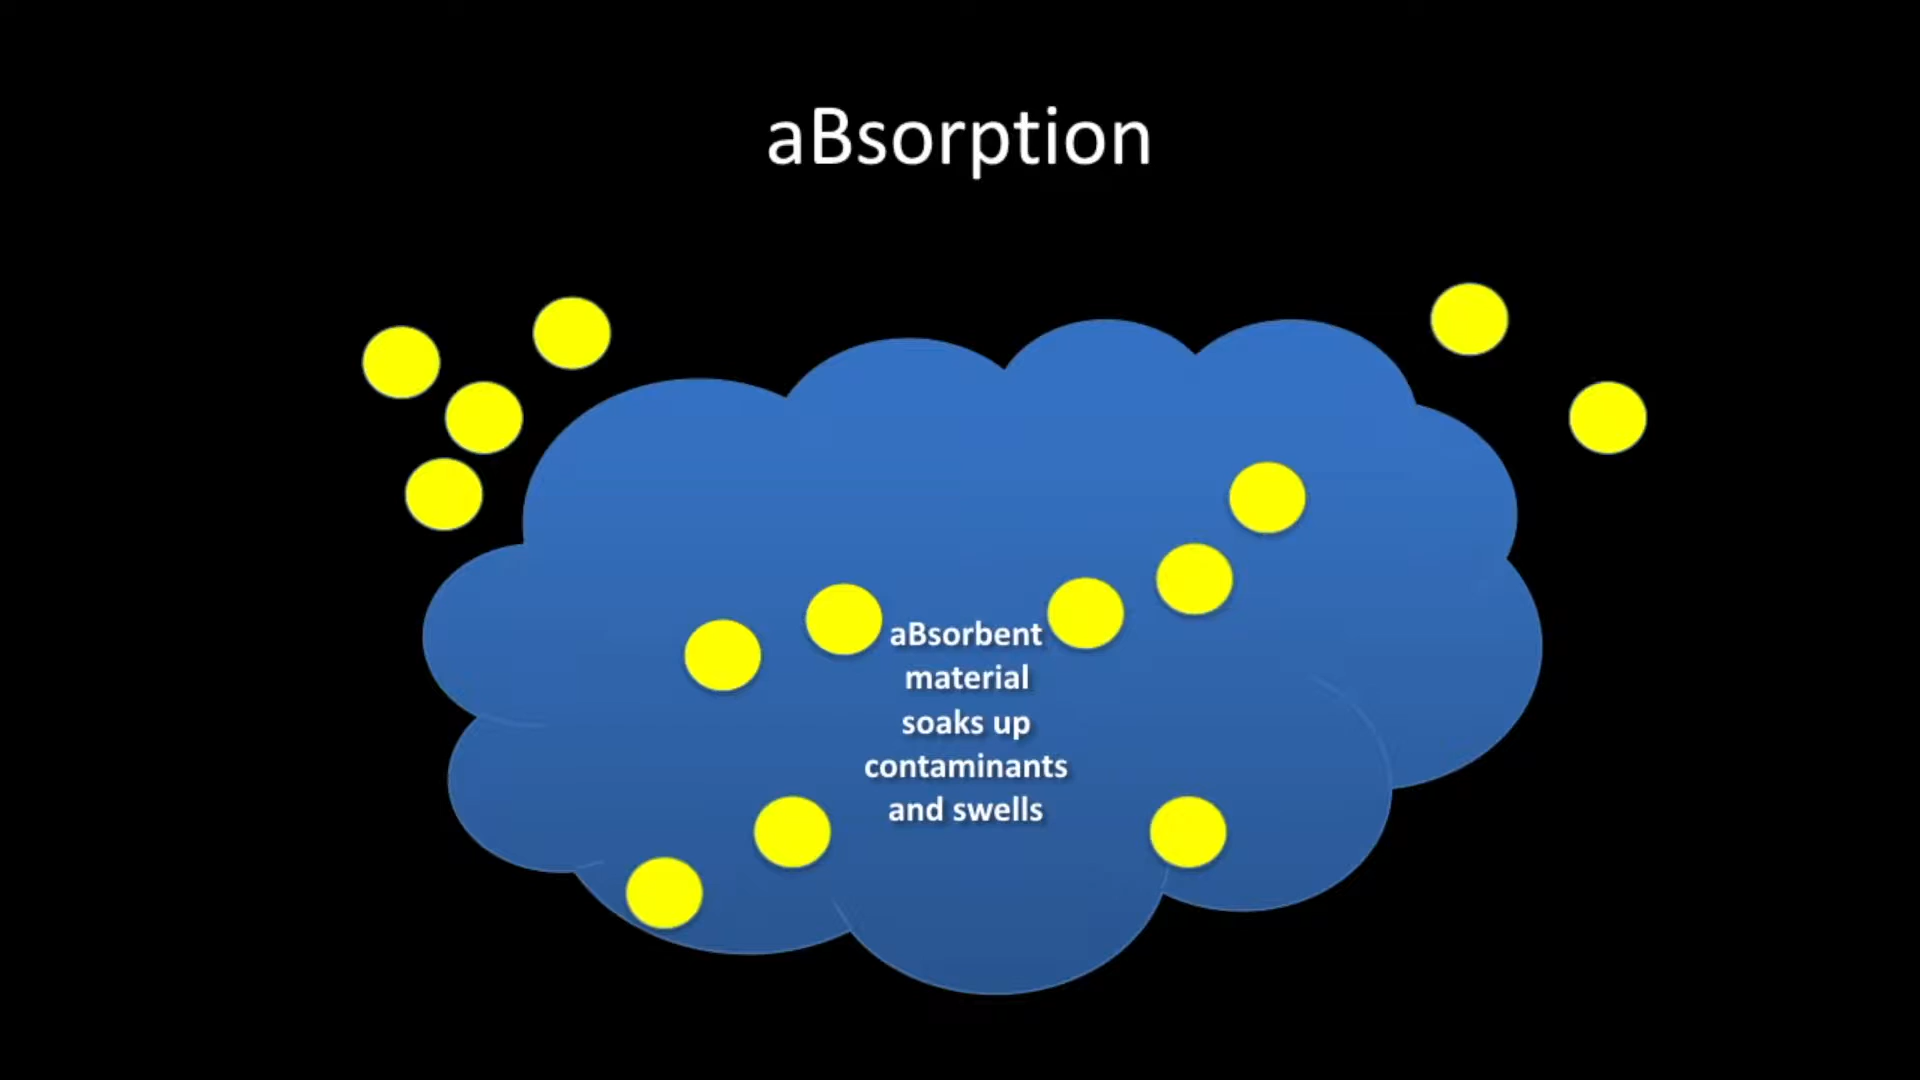 aBsorption
aBsorbent
material
soaks up
contaminants
and swells